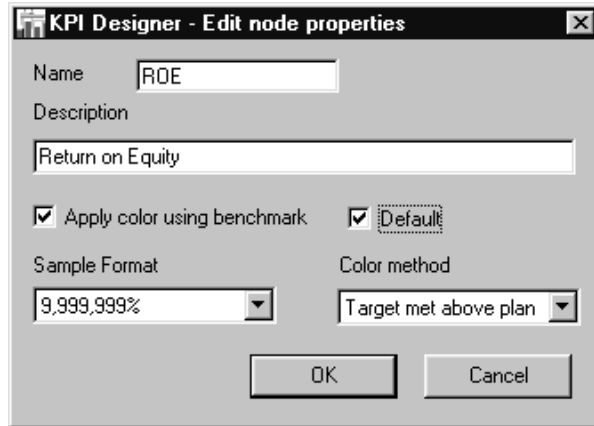 KPI Designer - Edit node properties
Name ROE
Description
Return on Equity
Apply color using benchmark Default
Sample Format Color method
9,999,999% Target met above plan
OK Cancel